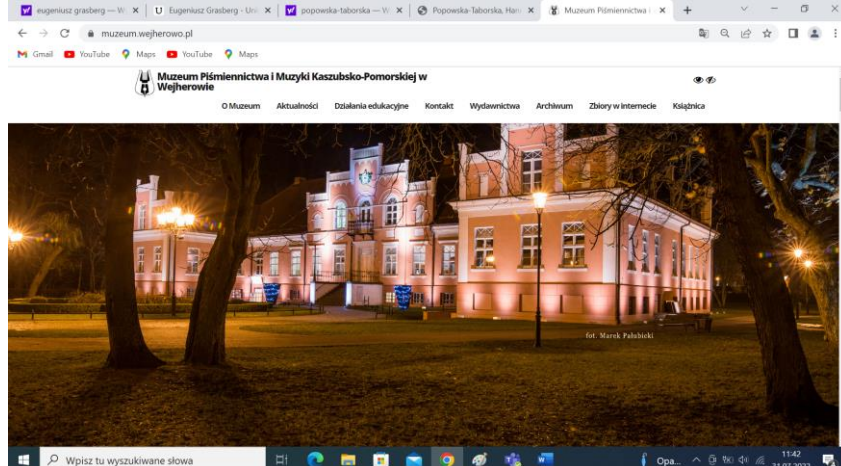 eugeniusz grasberg — W
Eugeniusz Grasberg - Uni
popowska-taborska — W
Popowska-Taborska, Han
Muzeum Piśmiennictwa i
muzeum.wejherowo.pl
Gmail YouTube Maps YouTube Maps
Muzeum Piśmiennictwa i Muzyki Kaszubsko-Pomorskiej w
Wejherowie
O Muzeum Aktualności Działania edukacyjne Kontakt Wydawnictwa Archiwum Zbiory w internecie Książnica
fot. Marek Pałubicki
Wpisz tu wyszukiwane słowa
Opa...
11:42